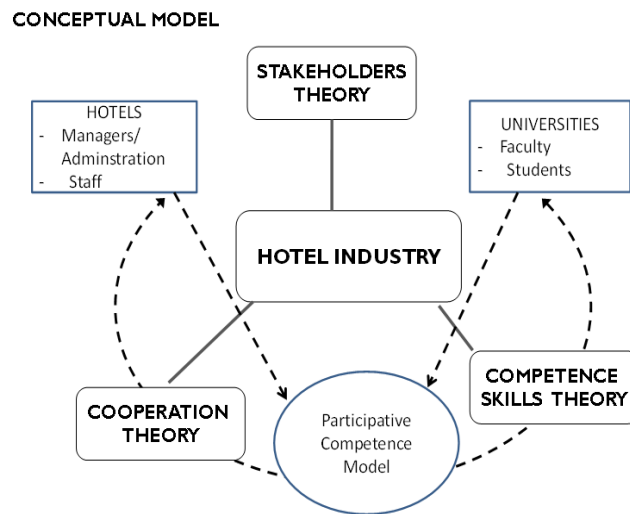 CONCEPTUAL MODEL
STAKEHOLDERS
THEORY
HOTELS
- Managers/
Adminstration
- Staff
UNIVERSITIES
- Faculty
- Students
HOTEL INDUSTRY
COOPERATION
THEORY
Participative
Competence
Model
COMPETENCE
SKILLS THEORY